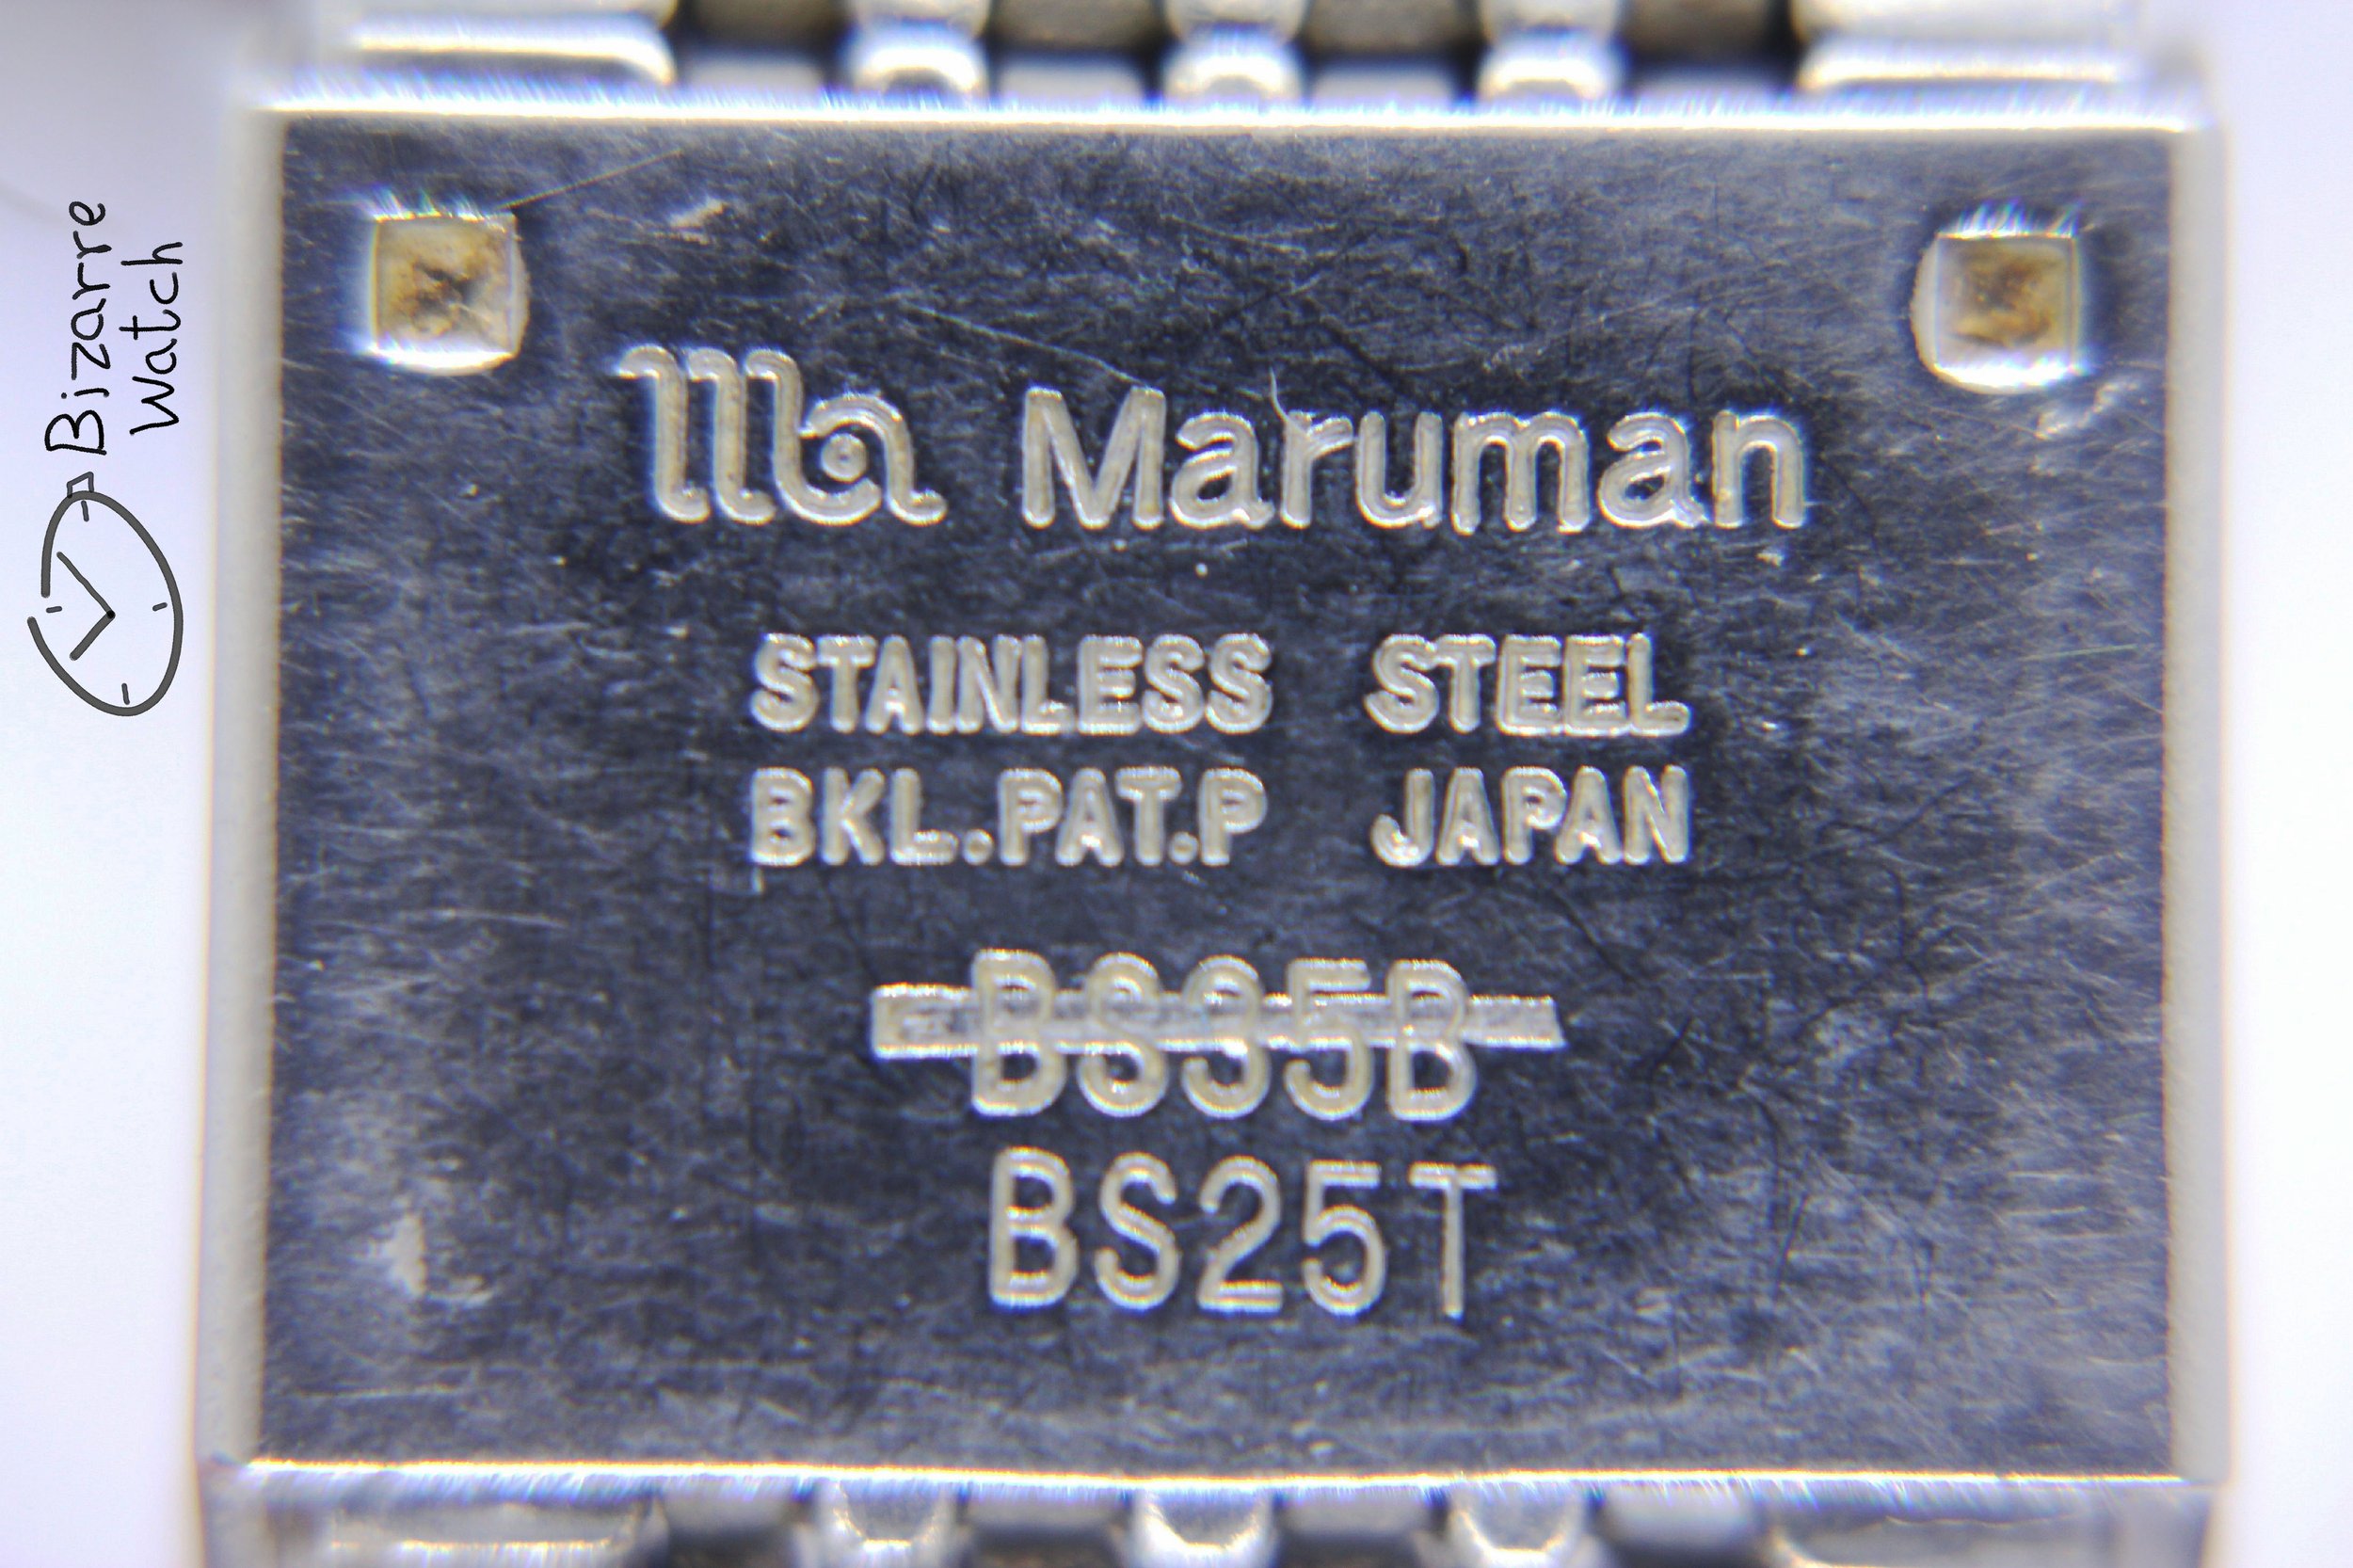 Maruman
STAINLESS STEEL
BKL.PAT.P JAPAN
BS35B
BS25T
Bizarre
Watch